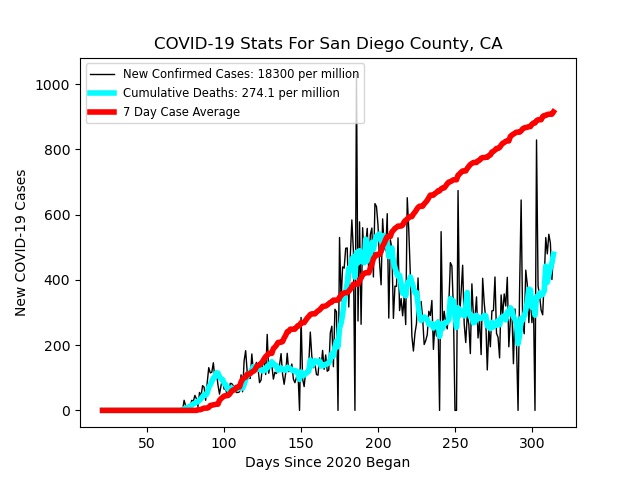 COVID-19 Stats For San Diego County, CA
New Confirmed Cases: 18300 per million
Cumulative Deaths: 274.1 per million
7 Day Case Average
1000
800
600
400
200
0
New COVID-19 Cases
50 100 150 200 250 300
Days Since 2020 Began